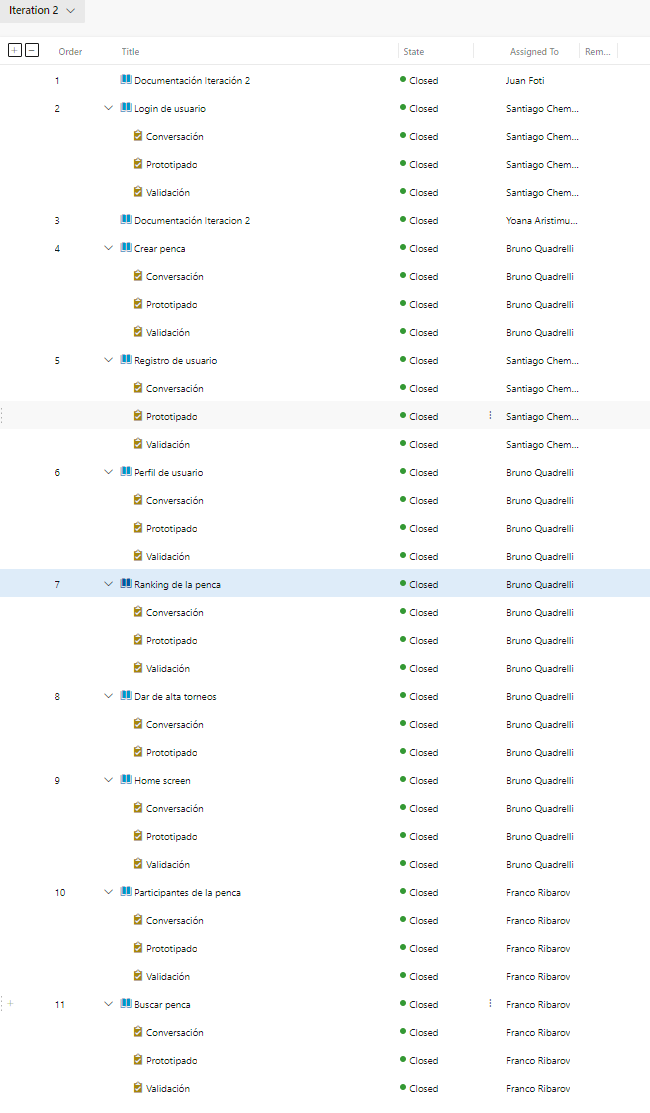 Iteration 2
Order Title State Assigned To Rem...
1 Documentación Iteración 2 Closed Juan Foti
2 Login de usuario Closed Santiago Chem...
Conversación Closed Santiago Chem...
Prototipado Closed Santiago Chem...
Validación Closed Santiago Chem...
3 Documentación Iteracion 2 Closed Yoana Aristimu...
4 Crear penca Closed Bruno Quadrelli
Conversación Closed Bruno Quadrelli
Prototipado Closed Bruno Quadrelli
Validación Closed Bruno Quadrelli
5 Registro de usuario Closed Santiago Chem...
Conversación Closed Santiago Chem...
Prototipado Closed Santiago Chem...
Validación Closed Santiago Chem...
6 Perfil de usuario Closed Bruno Quadrelli
Conversación Closed Bruno Quadrelli
Prototipado Closed Bruno Quadrelli
Validación Closed Bruno Quadrelli
7 Ranking de la penca Closed Bruno Quadrelli
Conversación Closed Bruno Quadrelli
Prototipado Closed Bruno Quadrelli
Validación Closed Bruno Quadrelli
8 Dar de alta torneos Closed Bruno Quadrelli
Conversación Closed Bruno Quadrelli
Prototipado Closed Bruno Quadrelli
9 Home screen Closed Bruno Quadrelli
Conversación Closed Bruno Quadrelli
Prototipado Closed Bruno Quadrelli
Validación Closed Bruno Quadrelli
10 Participantes de la penca Closed Franco Ribarov
Conversación Closed Franco Ribarov
Prototipado Closed Franco Ribarov
Validación Closed Franco Ribarov
11 Buscar penca Closed Franco Ribarov
Conversación Closed Franco Ribarov
Prototipado Closed Franco Ribarov
Validación Closed Franco Ribarov